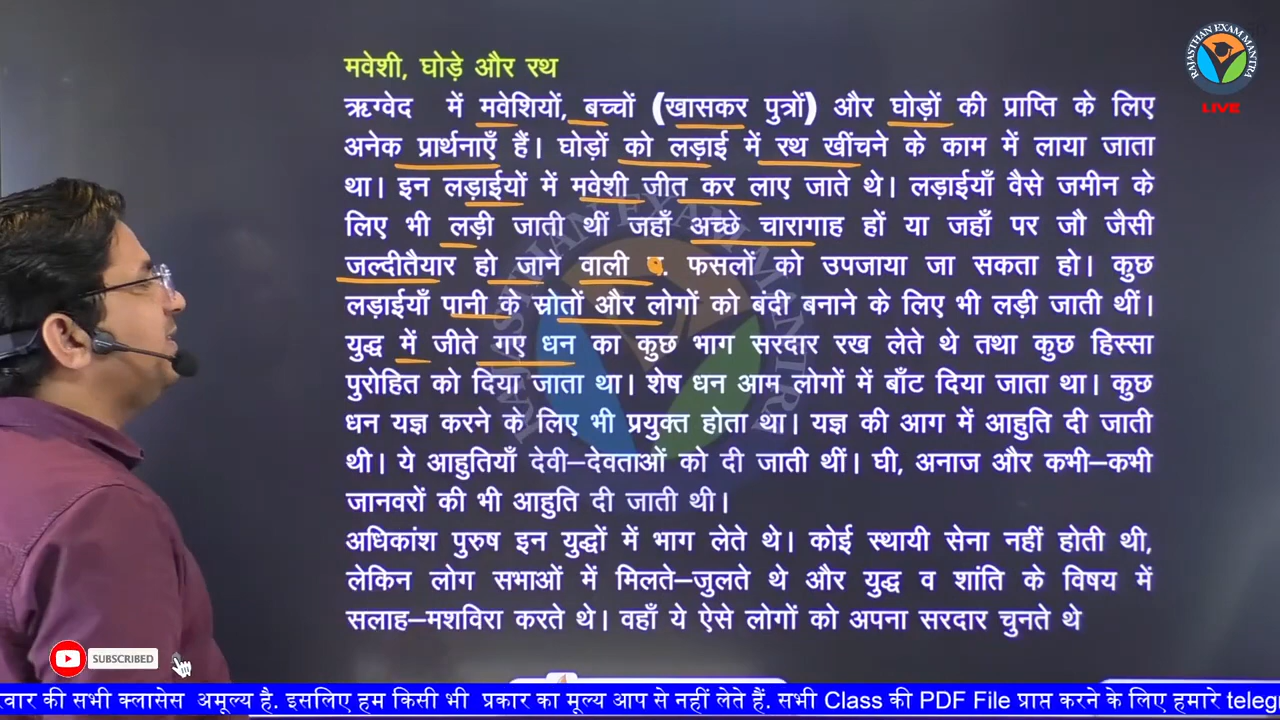 मवेशी, घोड़े और रथ
RAJASTHAN EXAM MANTRA
LIVE
ऋग्वेद में मवेशियों, बच्चों (खासकर पुत्रों) और घोड़ों की प्राप्ति के लिए
अनेक प्रार्थनाएँ हैं। घोड़ों को लड़ाई में रथ खींचने के काम में लाया जाता
था। इन लड़ाईयों में मवेशी जीत कर लाए जाते थे। लड़ाईयाँ वैसे जमीन के
लिए भी लड़ी जाती थीं जहाँ अच्छे चारागाह हों या जहाँ पर जौ जैसी
जल्दीतैयार हो जाने वाली फसलों को उपजाया जा सकता हो। कुछ
लड़ाईयाँ पानी के स्रोतों और लोगों को बंदी बनाने के लिए भी लड़ी जाती थीं।
युद्ध में जीते गए धन का कुछ भाग सरदार रख लेते थे तथा कुछ हिस्सा
पुरोहित को दिया जाता था। शेष धन आम लोगों में बाँट दिया जाता था। कुछ
धन यज्ञ करने के लिए भी प्रयुक्त होता था। यज्ञ की आग में आहुति दी जाती
थी। ये आहुतियाँ देवी–देवताओं को दी जाती थीं। घी, अनाज और कभी–कभी
जानवरों की भी आहुति दी जाती थी।
अधिकांश पुरुष इन युद्धों में भाग लेते थे। कोई स्थायी सेना नहीं होती थी,
लेकिन लोग सभाओं में मिलते–जुलते थे और युद्ध व शांति के विषय में
सलाह–मशविरा करते थे। वहाँ ये ऐसे लोगों को अपना सरदार चुनते थे
SUBSCRIBED
की सभी क्लासेस अमूल्य है. इसलिए हम किसी भी प्रकार का मूल्य आप से नहीं लेते हैं. सभी Class की PDF File प्राप्त करने के लिए हमारे